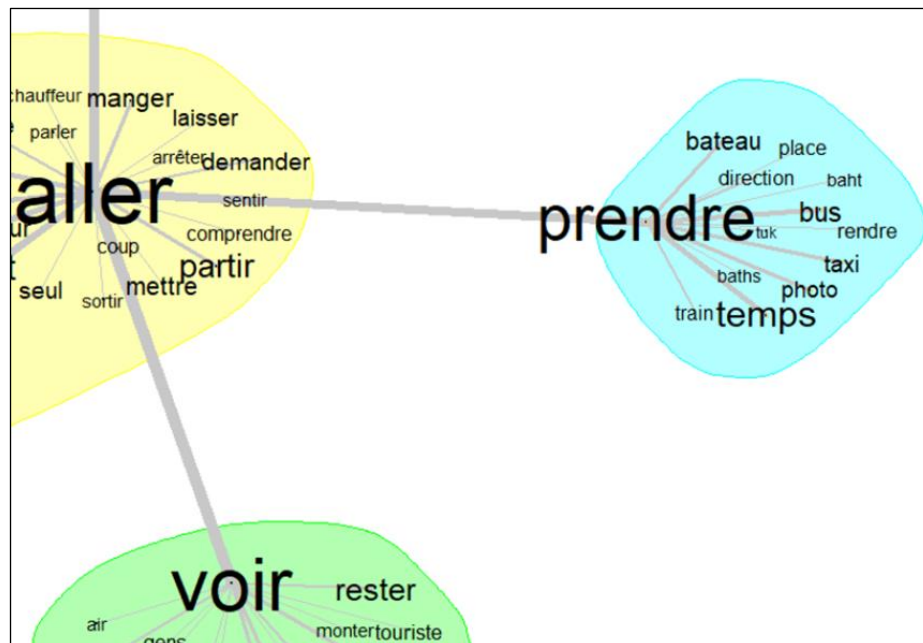 chauffeur
manger
laisser
parler
arrêter
demander
aller
sentir
comprendre
coup
partir
seul
mettre
sortir
bateau
place
direction
baht
prendre
bus
tuk
rendre
taxi
baths
photo
train
temps
voir
rester
air
monter
touriste
gens